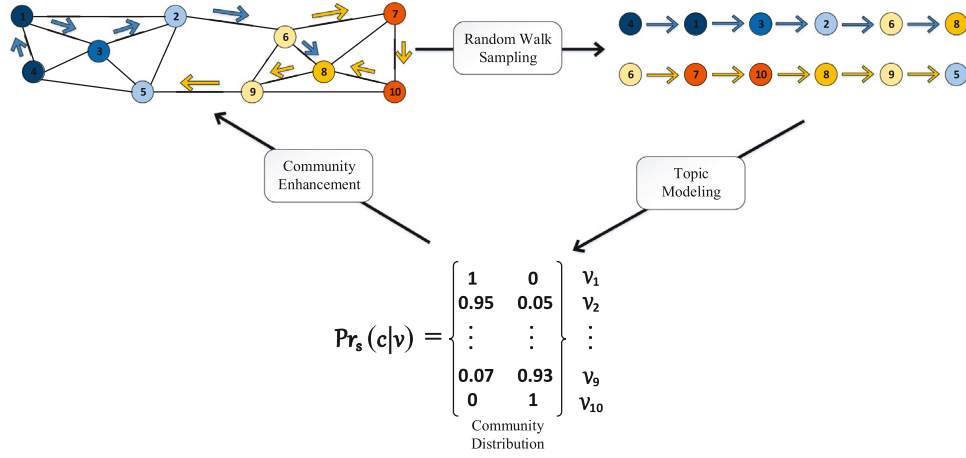 1 2 6 7
3
4
8
5 9 10
Random Walk
Sampling
4 1 3 2 6 8
6 7 10 8 9 5
Community
Enhancement
Topic
Modeling
Prs(c|v) =
1 0 v1
0.95 0.05 v2
⋮ ⋮ ⋮
0.07 0.93 v9
0 1 v10
Community
Distribution